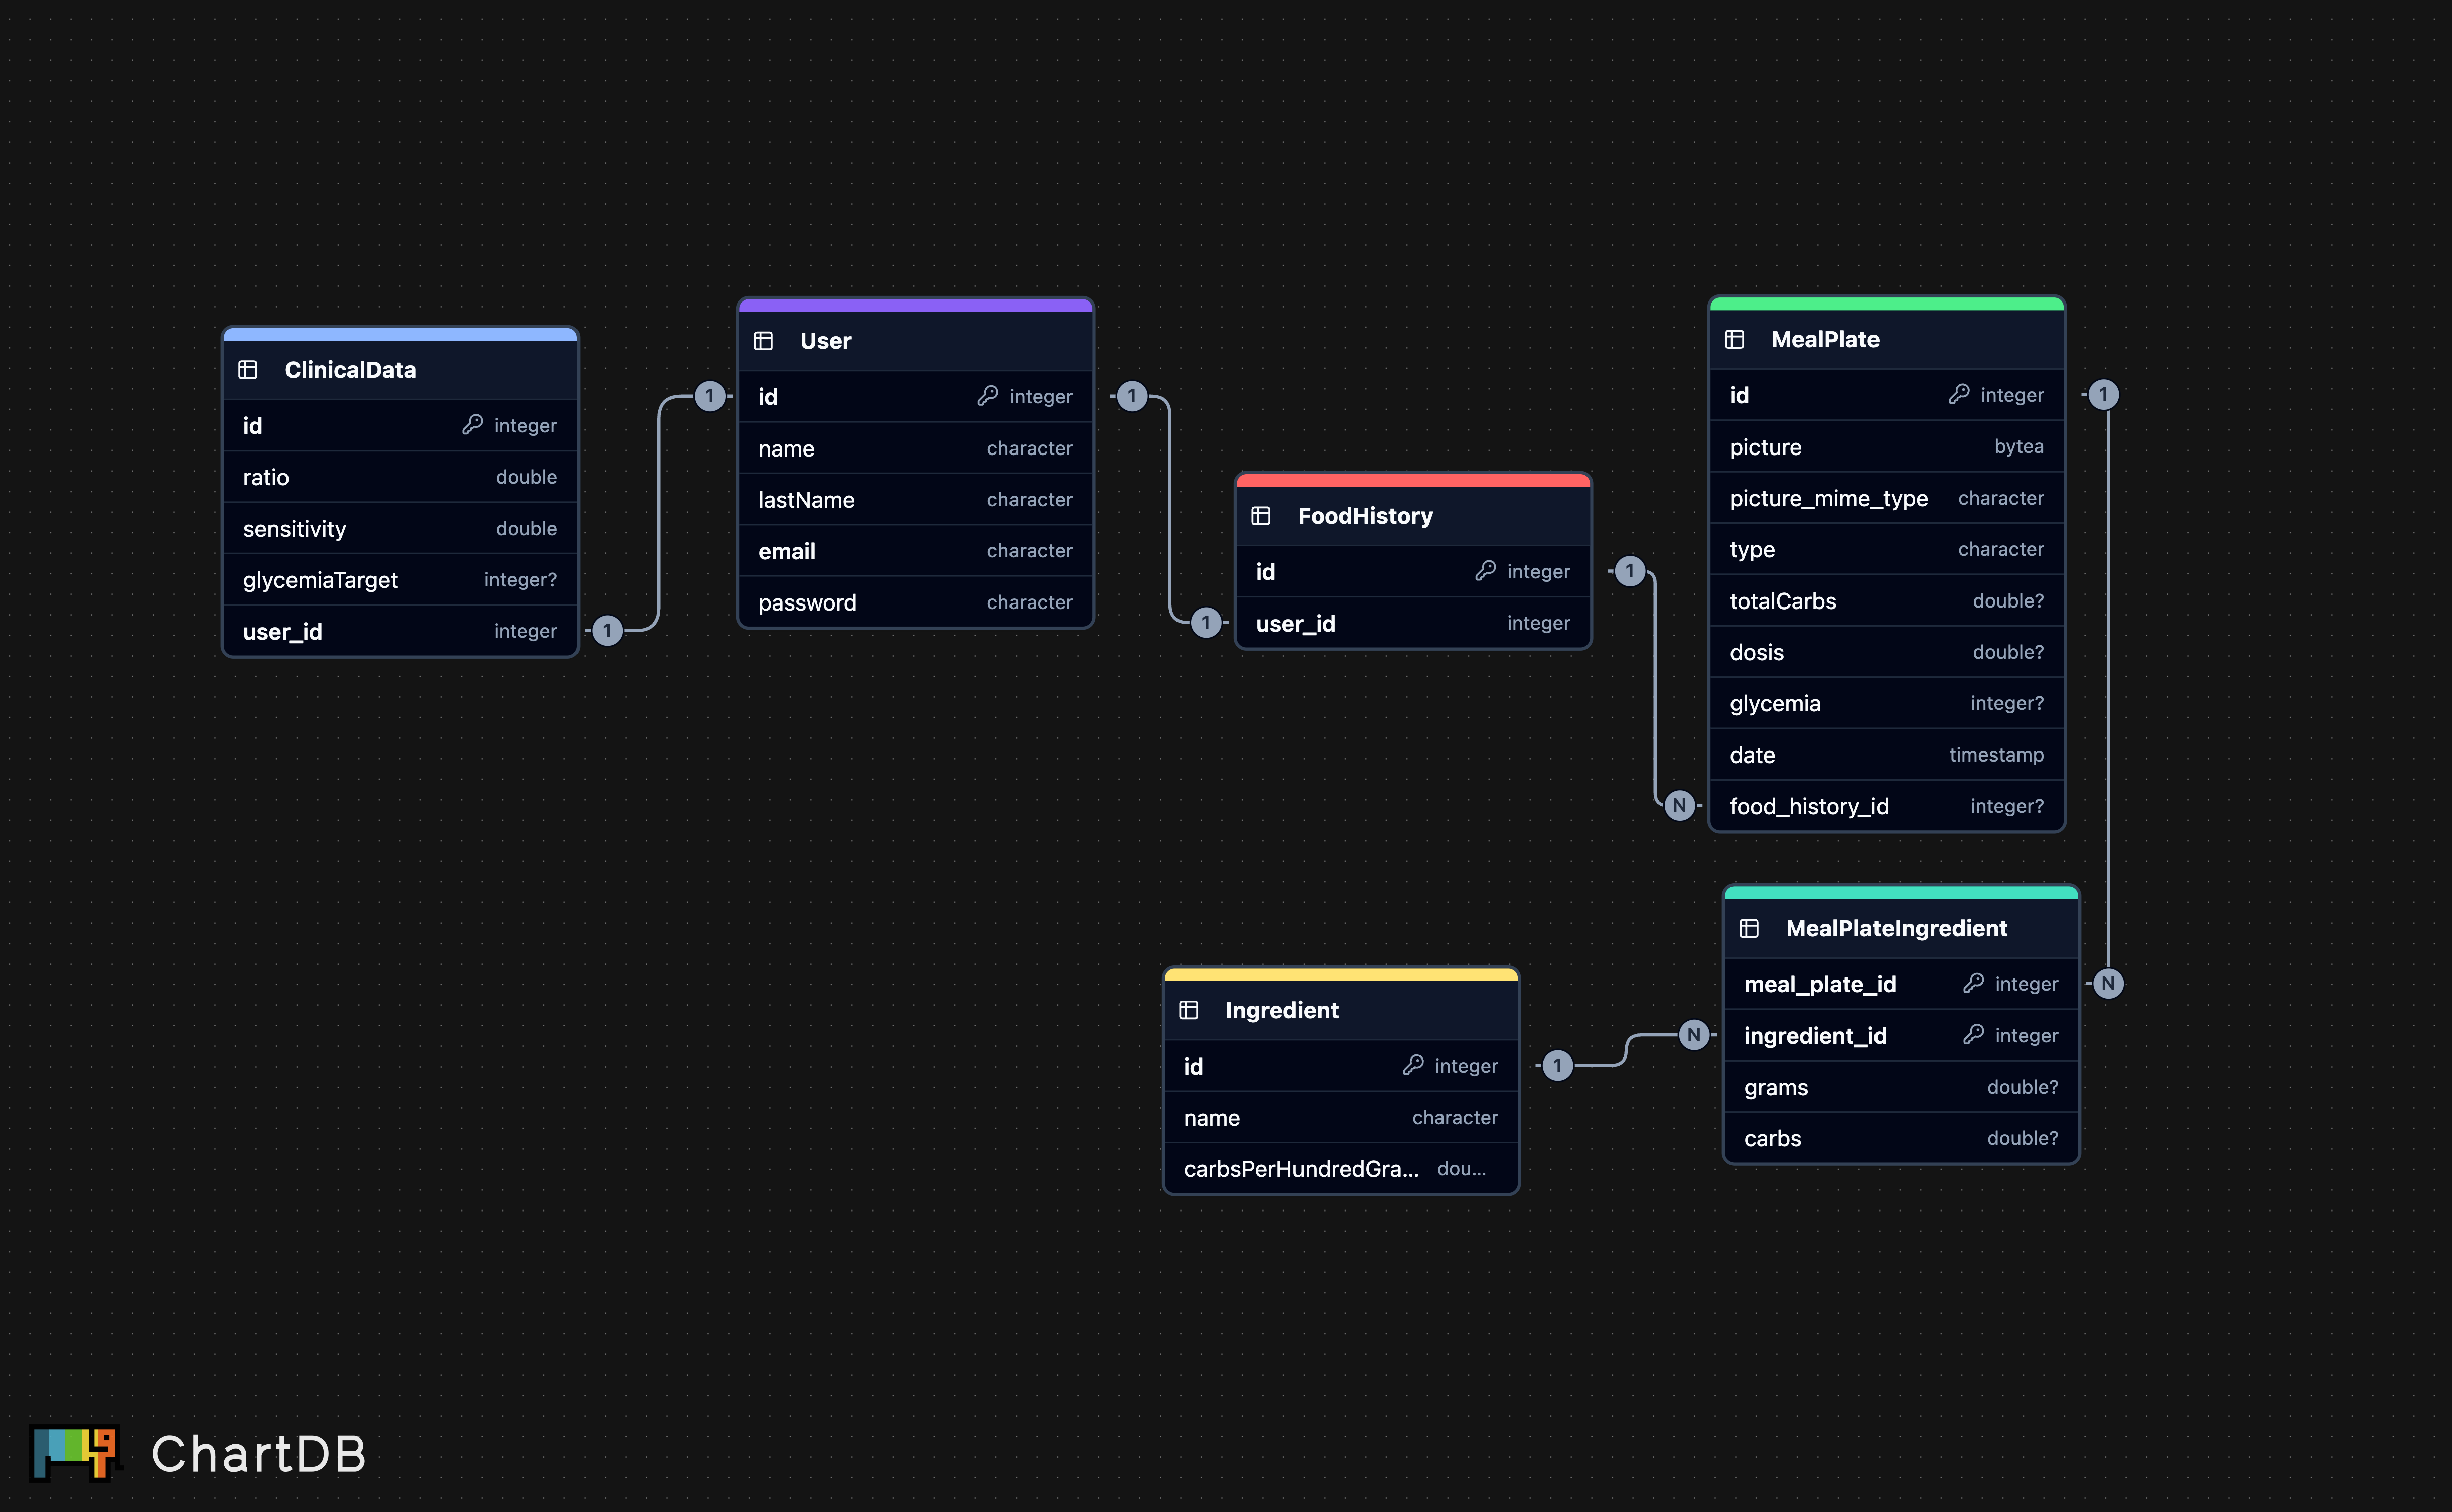 ClinicalData
id integer
ratio double
sensitivity double
glycemiaTarget integer?
user_id integer
1
1
User
id integer
name character
lastName character
email character
password character
1
1
FoodHistory
id integer
user_id integer
1
N
MealPlate
id integer
picture bytea
picture_mime_type character
type character
totalCarbs double?
dosis double?
glycemia integer?
date timestamp
food_history_id integer?
1
N
MealPlateIngredient
meal_plate_id integer
ingredient_id integer
grams double?
carbs double?
N
1
Ingredient
id integer
name character
carbsPerHundredGra... dou...
ChartDB